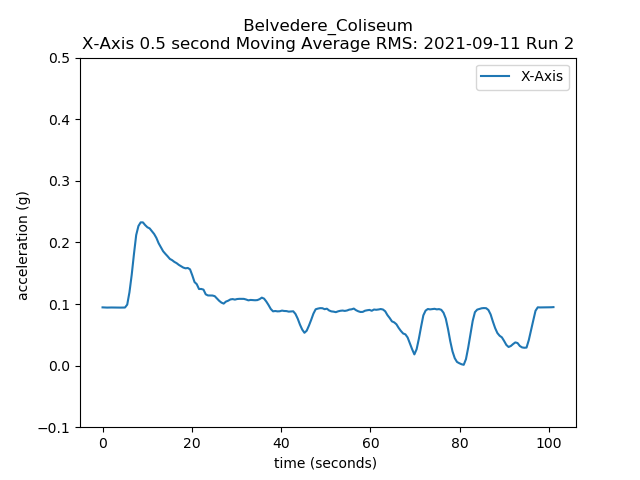 Belvedere_Coliseum
X-Axis 0.5 second Moving Average RMS: 2021-09-11 Run 2
X-Axis
0.5
0.4
0.3
0.2
0.1
0.0
−0.1
acceleration (g)
0 20 40 60 80 100
time (seconds)